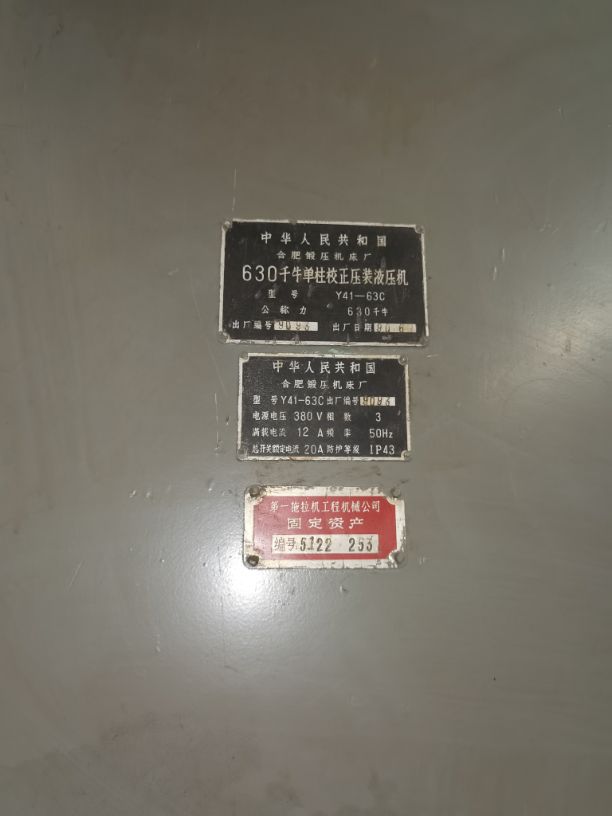 中华人民共和国
合肥锻压机床厂
630千牛单柱校正压装液压机
型号 Y41-63C
公称力 630千牛
出厂编号 9093 出厂日期
中华人民共和国
合肥锻压机床厂
型号 Y41-63C 出厂编号 9093
电源电压 380V 相数 3
满载电流 12A 频率 50Hz
总开关额定电流 20A 防护等级 IP43
第一拖拉机工程机械公司
固定资产
编号 5122 253